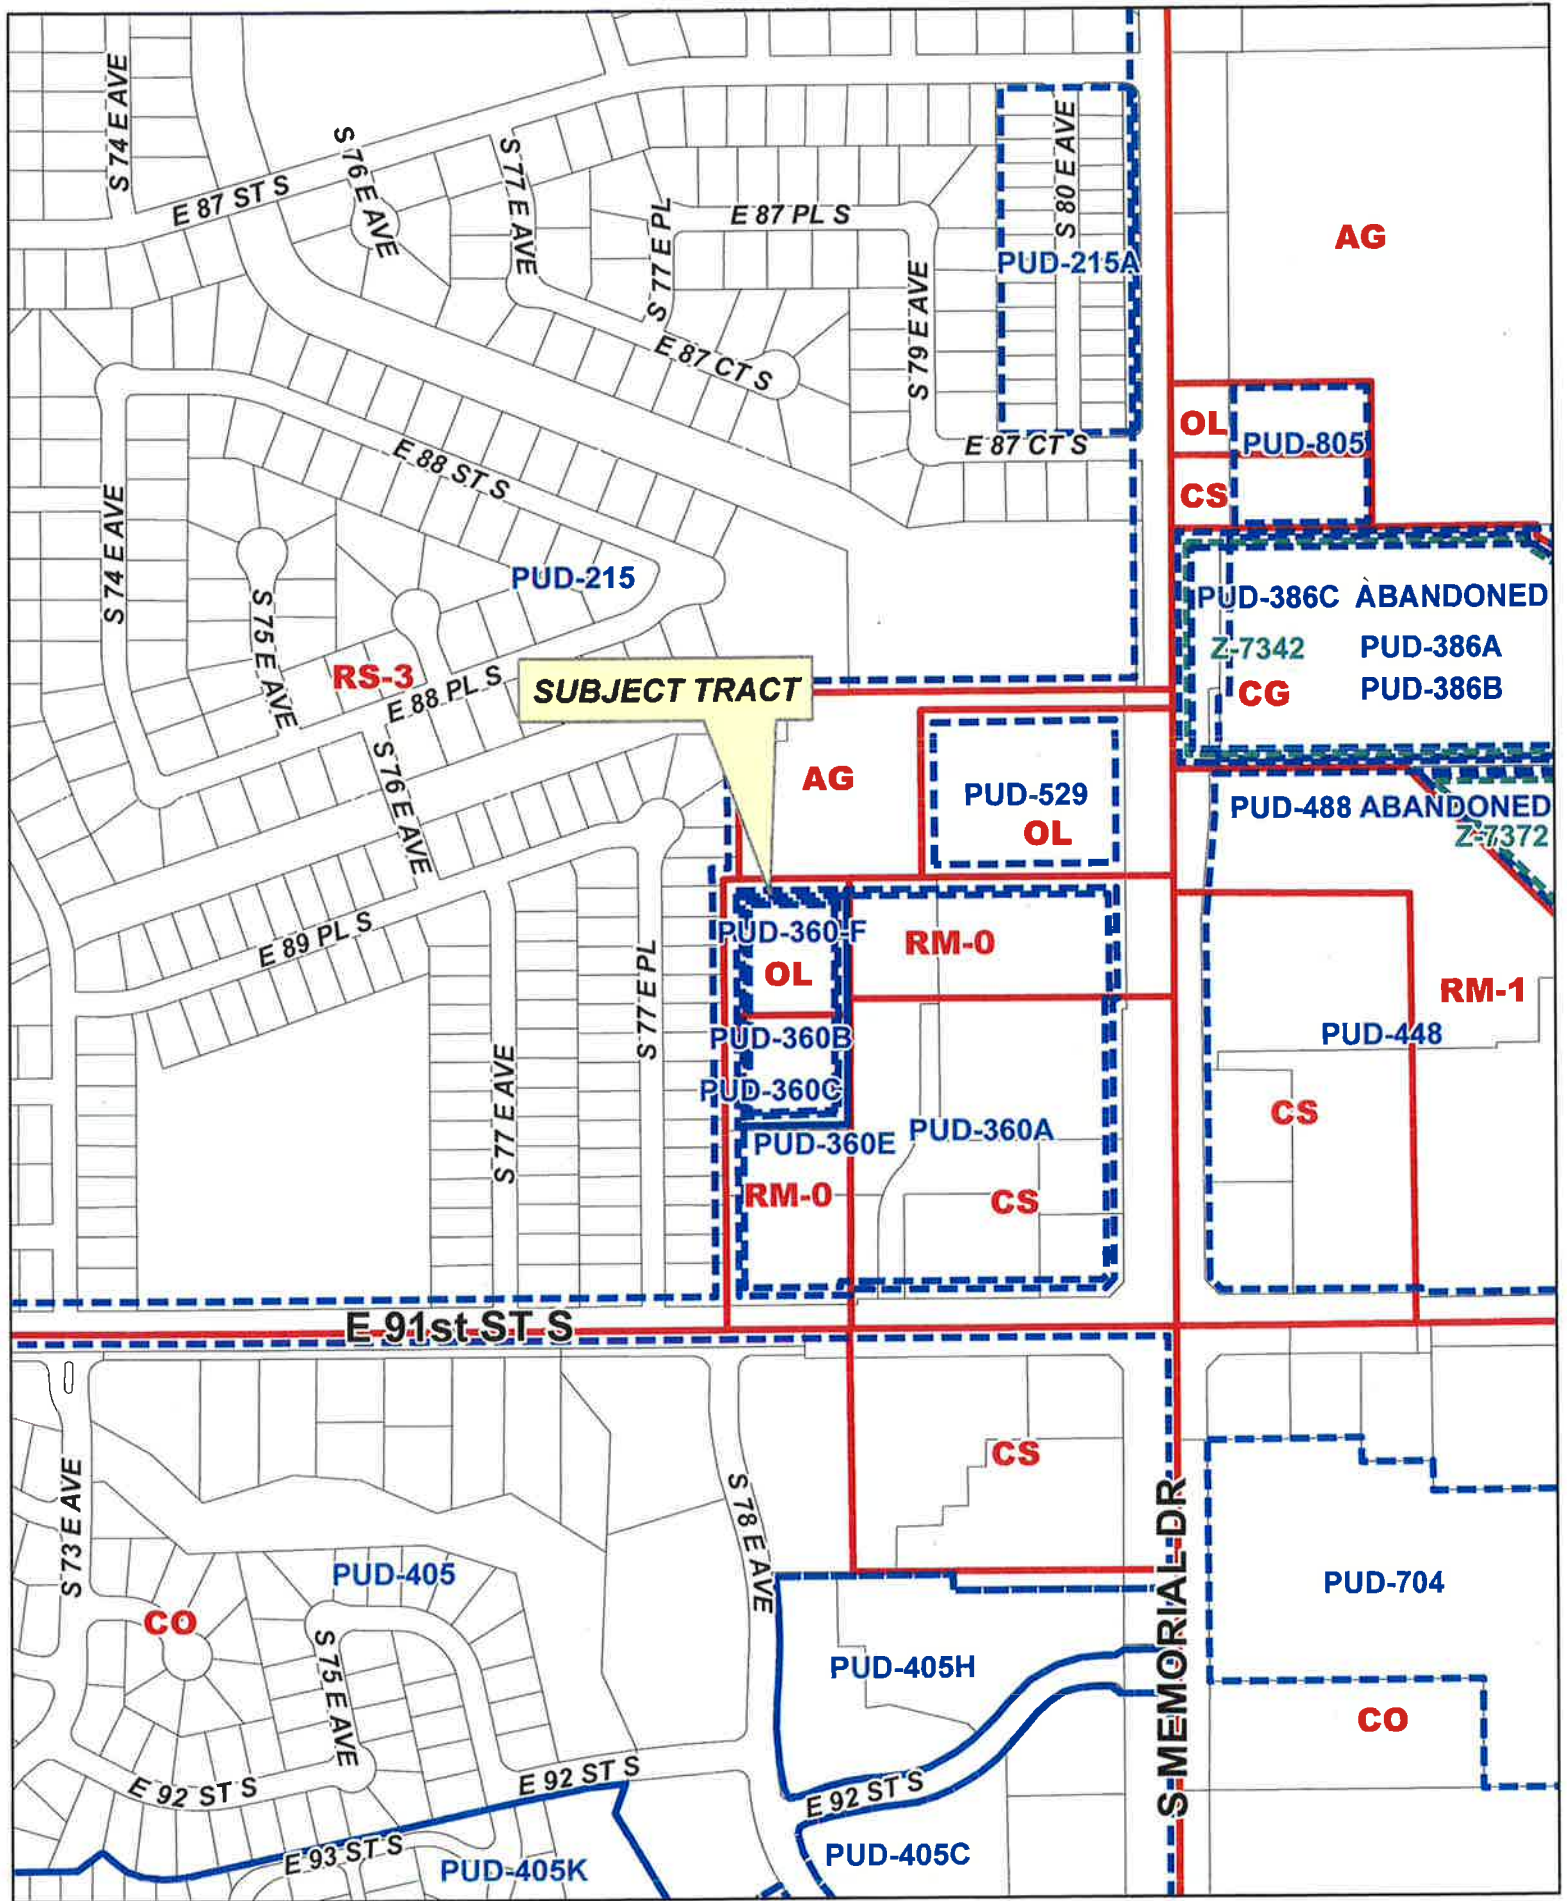 S 74 E AVE
S 76 E AVE
S 77 E AVE
S 80 E AVE
E 87 ST S
S 77 E PL
E 87 PL S
AG
PUD-215A
S 79 E AVE
E 87 CT S
OL
PUD-805
E 87 CT S
E 88 ST S
CS
S 74 E AVE
PUD-215
S 75 E AVE
PUD-386C ABANDONED
Z-7342
PUD-386A
RS-3
E 88 PL S
SUBJECT TRACT
CG
PUD-386B
S 76 E AVE
AG
PUD-529
OL
PUD-488 ABANDONED
Z-7372
E 89 PL S
PUD-360-F
RM-0
OL
RM-1
S 77 E PL
PUD-360B
PUD-448
PUD-360C
S 77 E AVE
PUD-360E
PUD-360A
CS
RM-0
CS
E 91st ST S
CS
S 73 E AVE
S 78 E AVE
PUD-405
PUD-704
CO
S MEMORIAL DR
S 75 E AVE
PUD-405H
CO
E 92 ST S
E 92 ST S
E 92 ST S
E 93 ST S
PUD-405K
PUD-405C